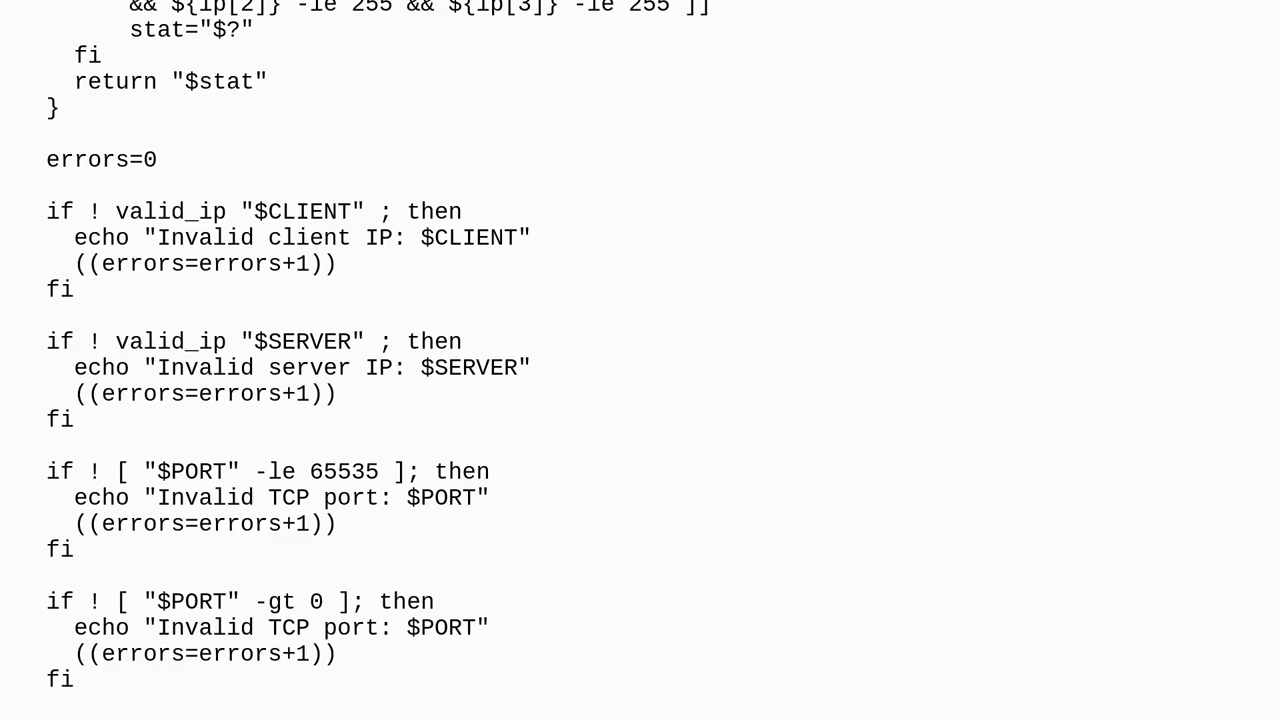 && ${ip[2]} -le 255 && ${ip[3]} -le 255 ]]
stat="$?"
fi
return "$stat"
}
errors=0
if ! valid_ip "$CLIENT" ; then
echo "Invalid client IP: $CLIENT"
((errors=errors+1))
fi
if ! valid_ip "$SERVER" ; then
echo "Invalid server IP: $SERVER"
((errors=errors+1))
fi
if ! [ "$PORT" -le 65535 ]; then
echo "Invalid TCP port: $PORT"
((errors=errors+1))
fi
if ! [ "$PORT" -gt 0 ]; then
echo "Invalid TCP port: $PORT"
((errors=errors+1))
fi